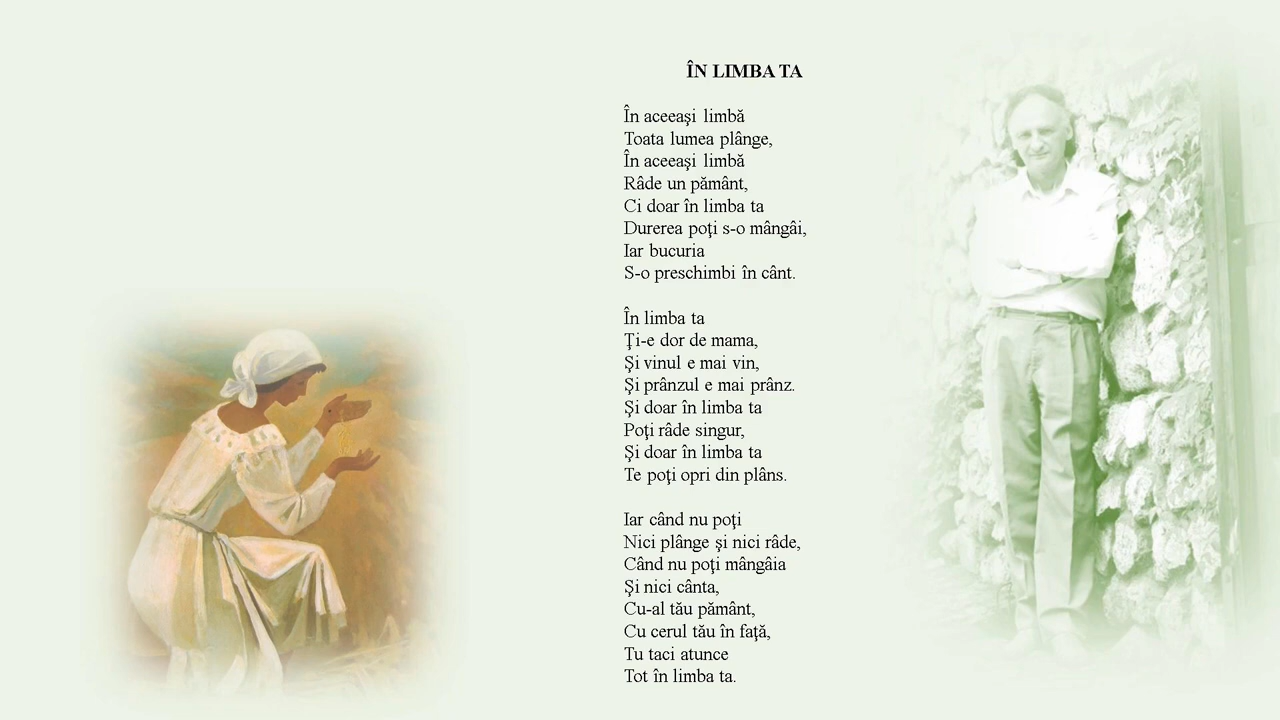 ÎN LIMBA TA
În aceeaşi limbă
Toata lumea plânge,
În aceeaşi limbă
Râde un pământ,
Ci doar în limba ta
Durerea poţi s-o mângâi,
Iar bucuria
S-o preschimbi în cânt.
În limba ta
Ţi-e dor de mama,
Şi vinul e mai vin,
Şi prânzul e mai prânz.
Şi doar în limba ta
Poţi râde singur,
Şi doar în limba ta
Te poţi opri din plâns.
Iar când nu poţi
Nici plânge şi nici râde,
Când nu poţi mângâia
Şi nici cânta,
Cu-al tău pământ,
Cu cerul tău în faţă,
Tu taci atunce
Tot în limba ta.